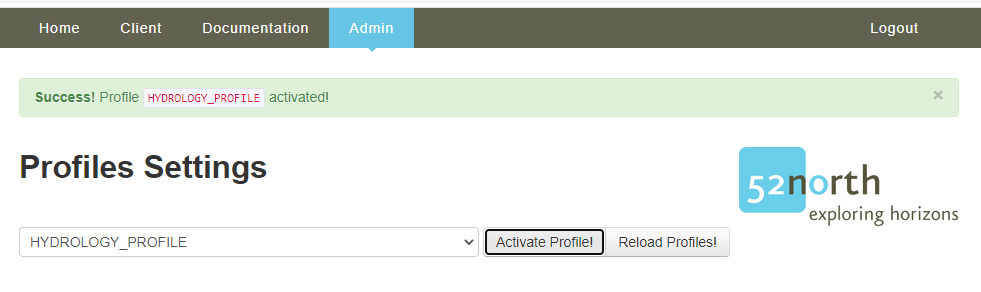 Home Client Documentation Admin Logout
Success! Profile HYDROLOGY_PROFILE activated! ×
Profiles Settings
52north
exploring horizons
HYDROLOGY_PROFILE Activate Profile! Reload Profiles!